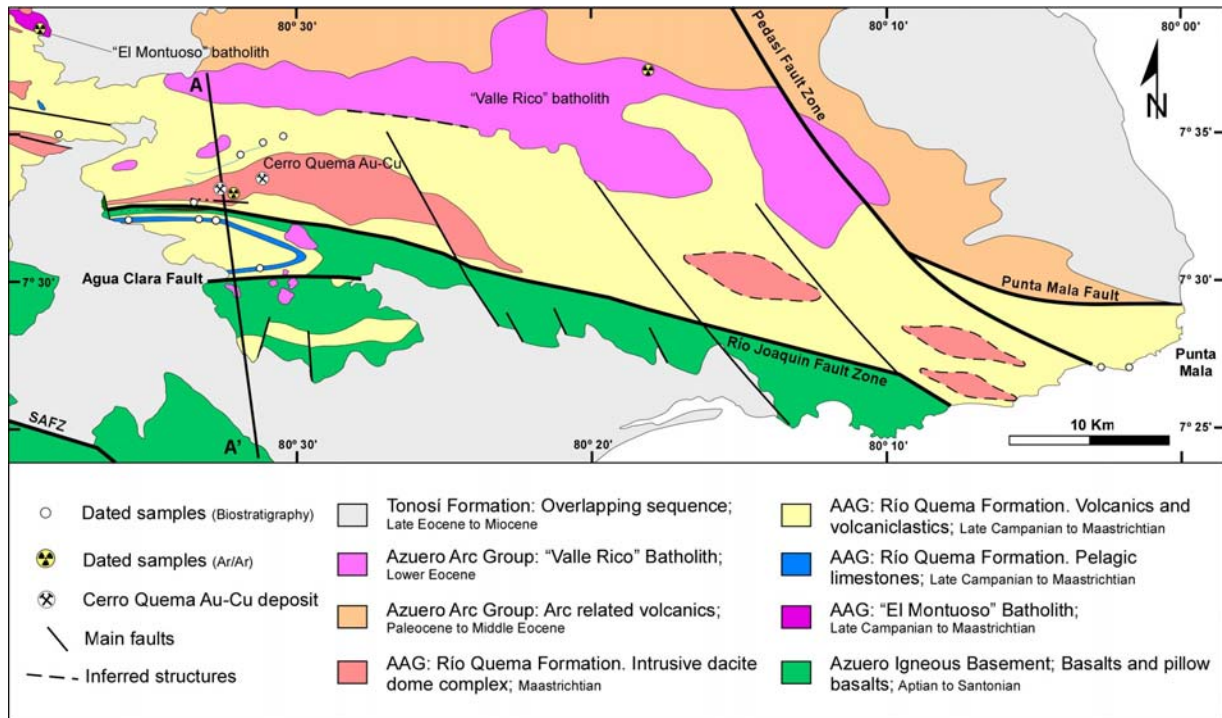 80° 30'
80° 10'
80° 00'
"El Montuoso" batholith
A
Pedasí Fault Zone
"Valle Rico" batholith
N
7° 35'
Cerro Quema Au-Cu
7° 30'
Agua Clara Fault
7° 30'
Punta Mala Fault
Río Joaquín Fault Zone
Punta
Mala
SAFZ
A'
80° 30'
80° 20'
80° 10'
7° 25'
10 Km
Dated samples (Biostratigraphy)
Dated samples (Ar/Ar)
Cerro Quema Au-Cu deposit
Main faults
Inferred structures
Tonosí Formation: Overlapping sequence;
Late Eocene to Miocene
Azuero Arc Group: "Valle Rico" Batholith;
Lower Eocene
Azuero Arc Group: Arc related volcanics;
Paleocene to Middle Eocene
AAG: Río Quema Formation. Intrusive dacite
dome complex; Maastrichtian
AAG: Río Quema Formation. Volcanics and
volcaniclastics; Late Campanian to Maastrichtian
AAG: Río Quema Formation. Pelagic
limestones; Late Campanian to Maastrichtian
AAG: "El Montuoso" Batholith;
Late Campanian to Maastrichtian
Azuero Igneous Basement; Basalts and pillow
basalts; Aptian to Santonian